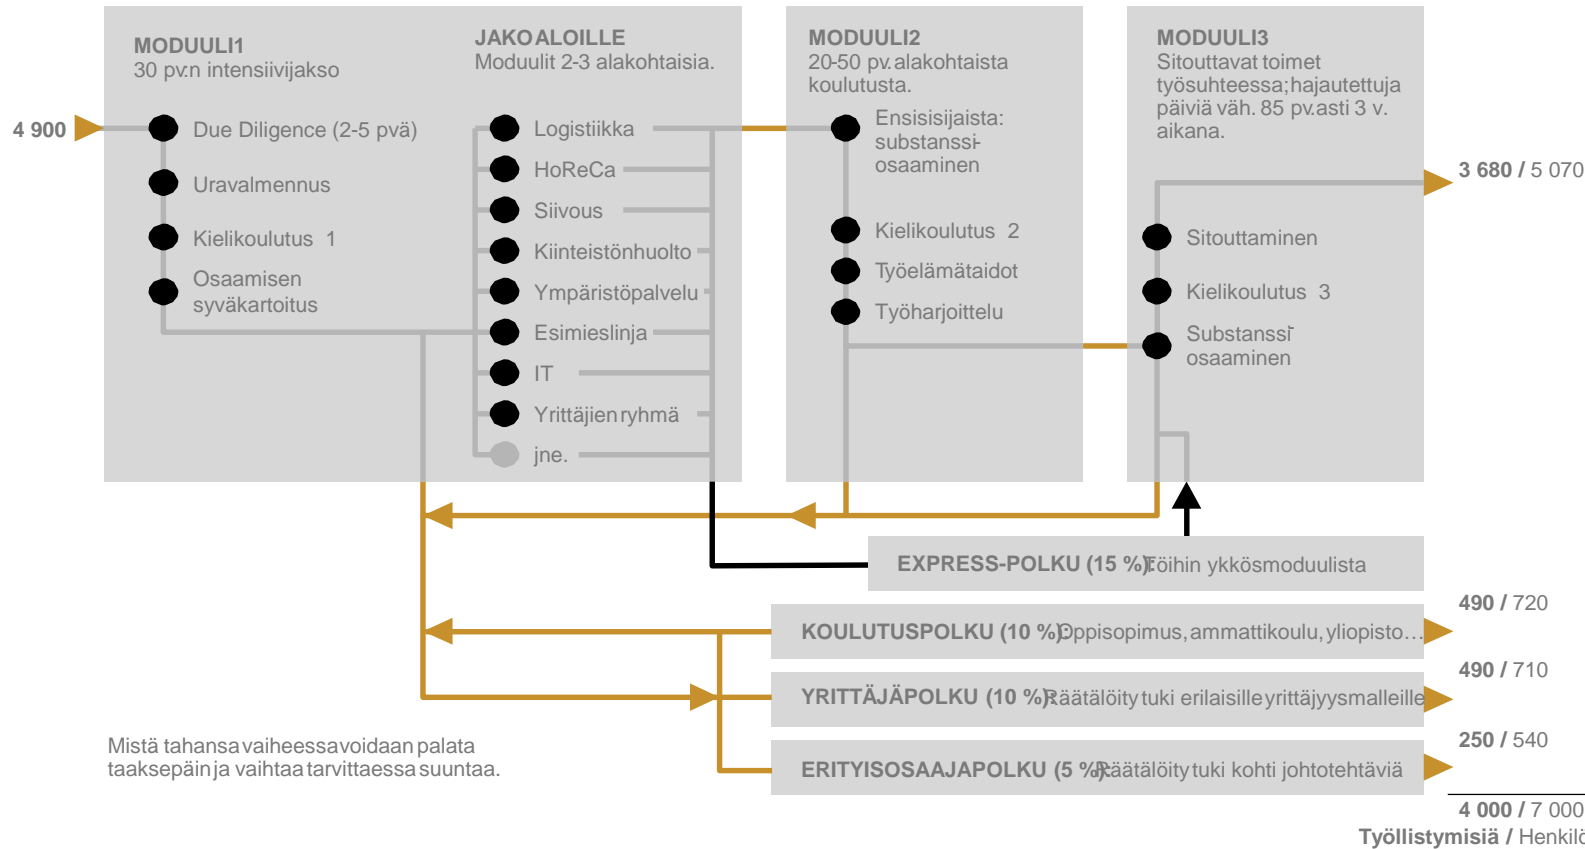 MODUULI1
30 pv:n intensiivijakso
4 900
Due Diligence (2-5 pvä)
Uravalmennus
Kielikoulutus 1
Osaamisen
syväkartoitus
JAKO ALOILLE
Moduulit 2-3 alakohtaisia.
Logistiikka
HoReCa
Siivous
Kiinteistönhuolto
Ympäristöpalvelu
Esimieslinja
IT
Yrittäjien ryhmä
jne.
MODUULI2
20-50 pv. alakohtaista
koulutusta.
Ensisisijaista:
substanssi-
osaaminen
Kielikoulutus 2
Työelämätaidot
Työharjoittelu
MODUULI3
Sitouttavat toimet
työsuhteessa; hajautettuja
päiviä väh. 85 pv. asti 3 v.
aikana.
Sitouttaminen
Kielikoulutus 3
Substanssi-
osaaminen
3 680 / 5 070
EXPRESS-POLKU (15 %): Töihin ykkösmoduulista
490 / 720
KOULUTUSPOLKU (10 %): Oppisopimus, ammattikoulu, yliopisto…
490 / 710
YRITTÄJÄPOLKU (10 %): Räätälöity tuki erilaisille yrittäjyysmalleille
250 / 540
ERITYISOSAAJAPOLKU (5 %): Räätälöity tuki kohti johtotehtäviä
Mistä tahansa vaiheessa voidaan palata
taaksepäin ja vaihtaa tarvittaessa suuntaa.
4 000 / 7 000
Työllistymisiä / Henkilö